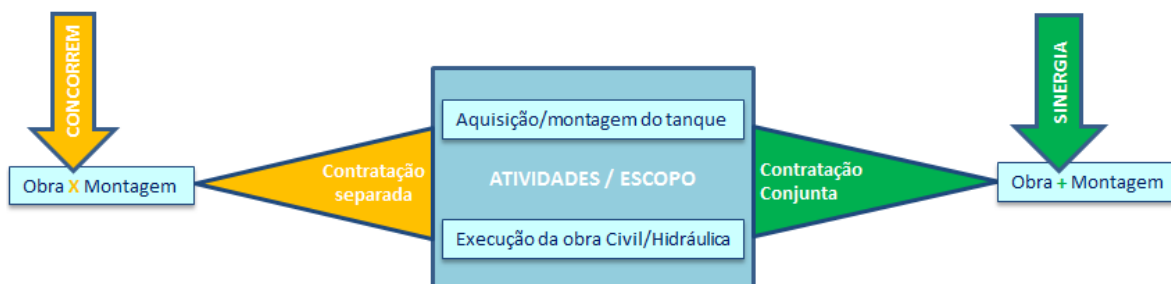 CONCORREM
Obra X Montagem
Contratação
separada
Aquisição/montagem do tanque
ATIVIDADES / ESCOPO
Execução da obra Civil/Hidráulica
Contratação
Conjunta
SINERGIA
Obra + Montagem